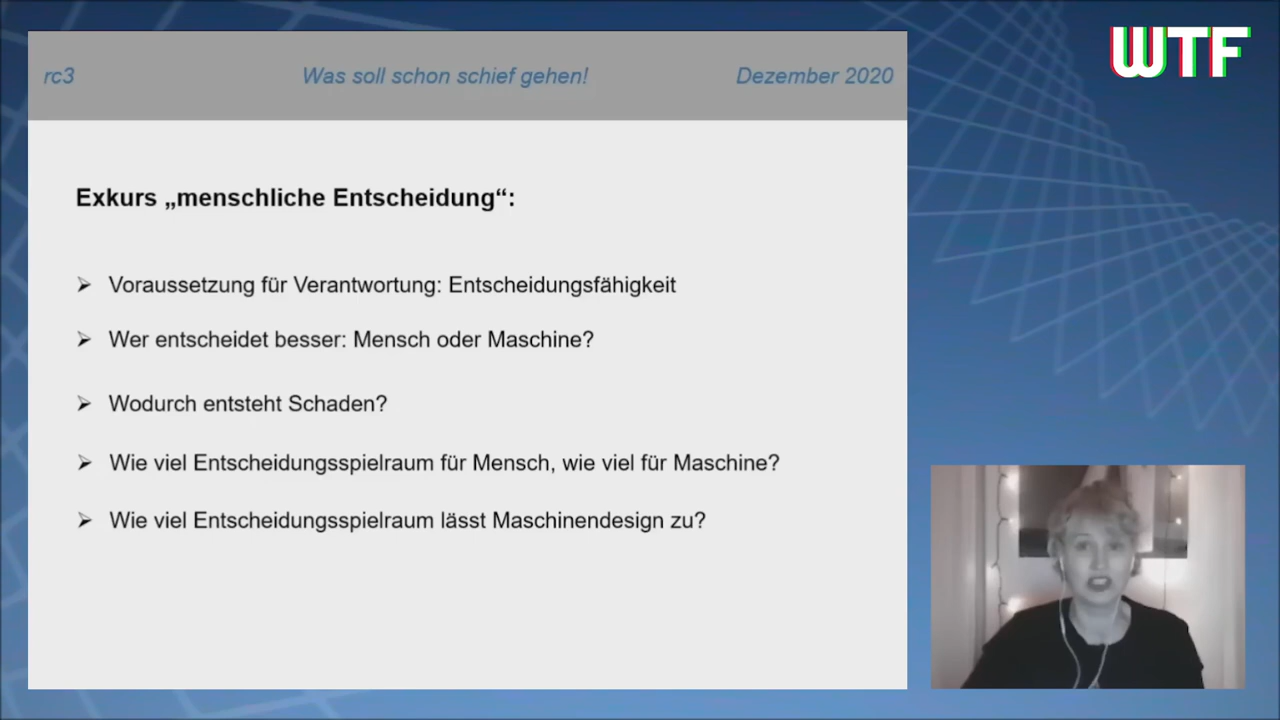 WTF
rc3 Was soll schon schief gehen! Dezember 2020
Exkurs „menschliche Entscheidung“:
➢ Voraussetzung für Verantwortung: Entscheidungsfähigkeit
➢ Wer entscheidet besser: Mensch oder Maschine?
➢ Wodurch entsteht Schaden?
➢ Wie viel Entscheidungsspielraum für Mensch, wie viel für Maschine?
➢ Wie viel Entscheidungsspielraum lässt Maschinendesign zu?